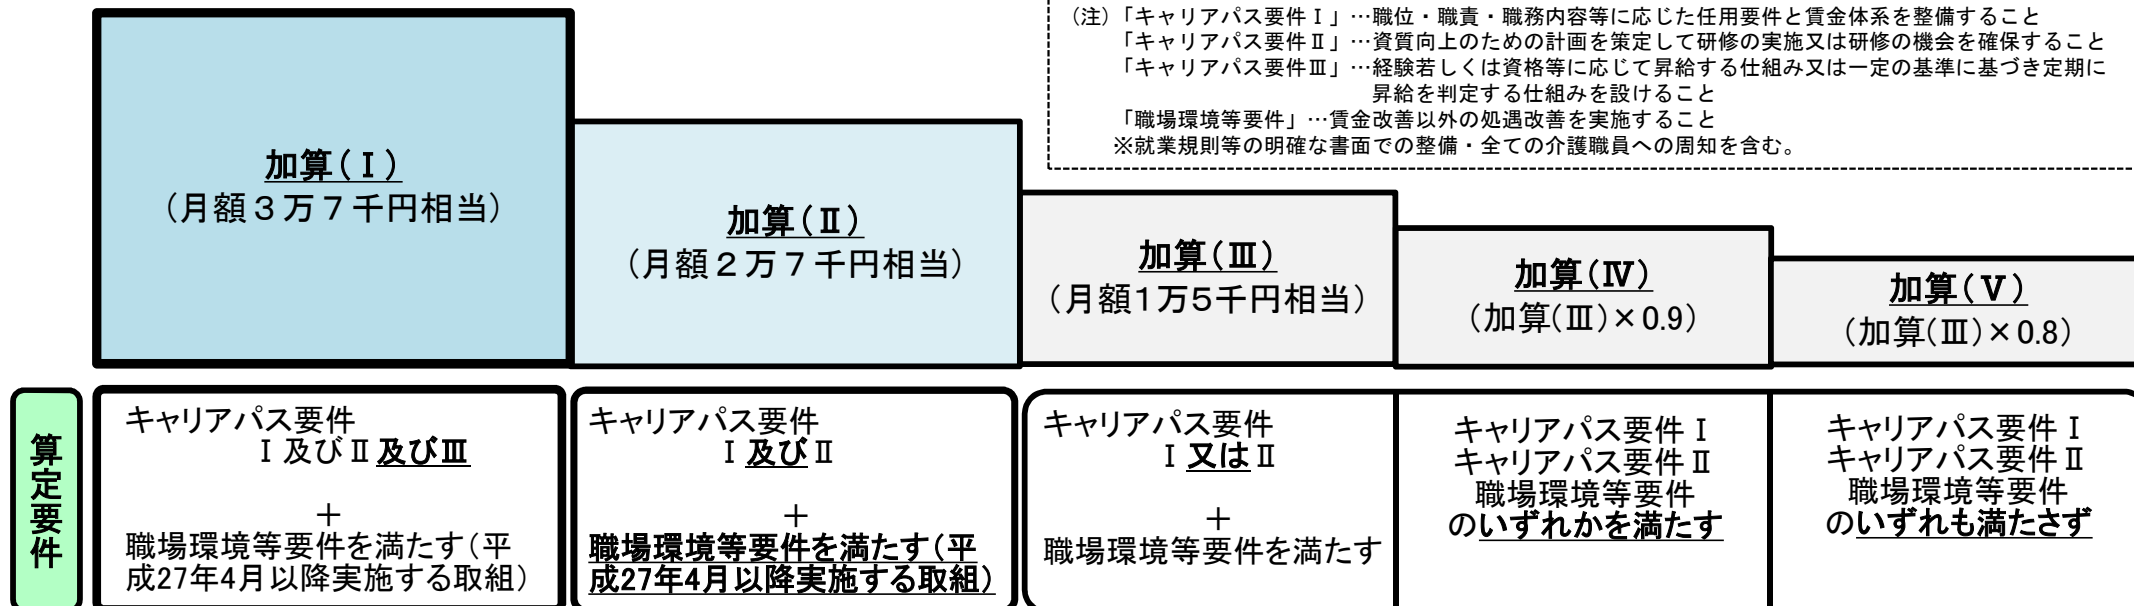 (注)「キャリアパス要件Ⅰ」…職位・職責・職務内容等に応じた任用要件と賃金体系を整備すること
「キャリアパス要件Ⅱ」…資質向上のための計画を策定して研修の実施又は研修の機会を確保すること
「キャリアパス要件Ⅲ」…経験若しくは資格等に応じて昇給する仕組み又は一定の基準に基づき定期に
昇給を判定する仕組みを設けること
「職場環境等要件」…賃金改善以外の処遇改善を実施すること
※就業規則等の明確な書面での整備・全ての介護職員への周知を含む。
加算(Ⅰ)
(月額3万7千円相当)
加算(Ⅱ)
(月額2万7千円相当)
加算(Ⅲ)
(月額1万5千円相当)
加算(Ⅳ)
(加算(Ⅲ)×0.9)
加算(Ⅴ)
(加算(Ⅲ)×0.8)
算定要件
キャリアパス要件
Ⅰ及びⅡ及びⅢ
+
職場環境等要件を満たす(平
成27年4月以降実施する取組)
キャリアパス要件
Ⅰ及びⅡ
+
職場環境等要件を満たす(平
成27年4月以降実施する取組)
キャリアパス要件
Ⅰ又はⅡ
+
職場環境等要件を満たす
キャリアパス要件Ⅰ
キャリアパス要件Ⅱ
職場環境等要件
のいずれかを満たす
キャリアパス要件Ⅰ
キャリアパス要件Ⅱ
職場環境等要件
のいずれも満たさず